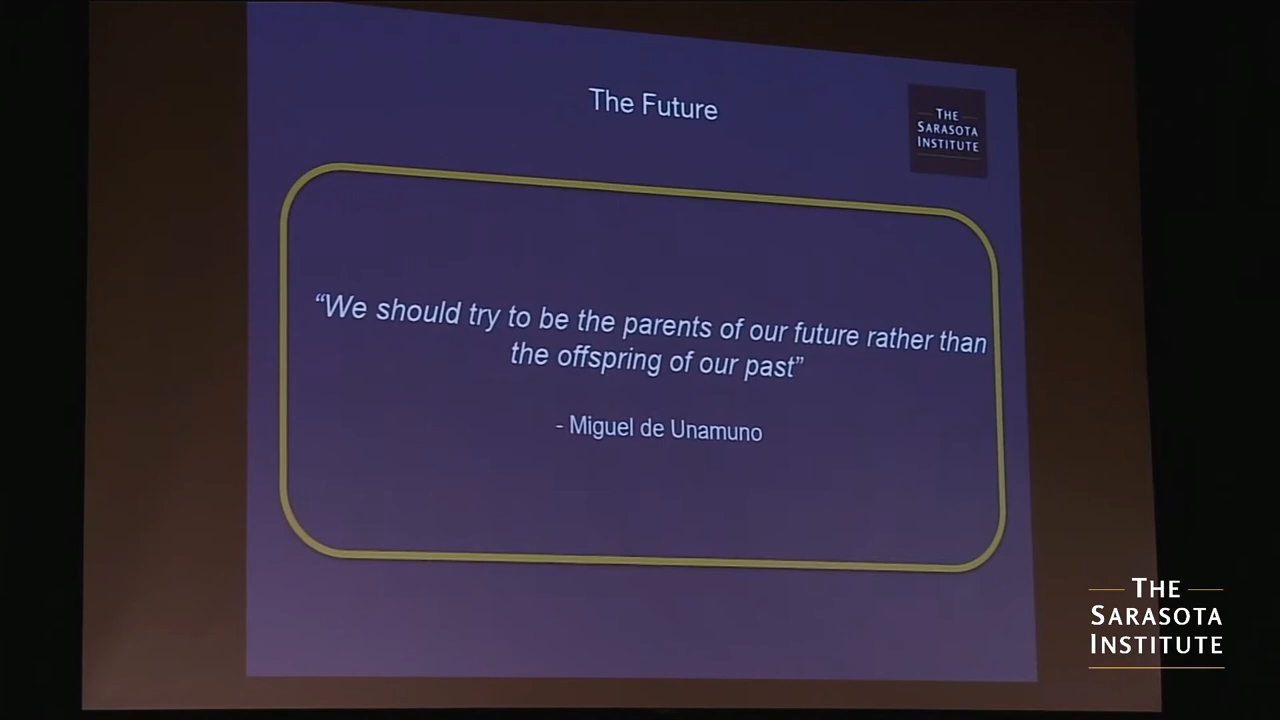 The Future
THE
SARASOTA
INSTITUTE
“We should try to be the parents of our future rather than
the offspring of our past”
- Miguel de Unamuno
THE
SARASOTA
INSTITUTE